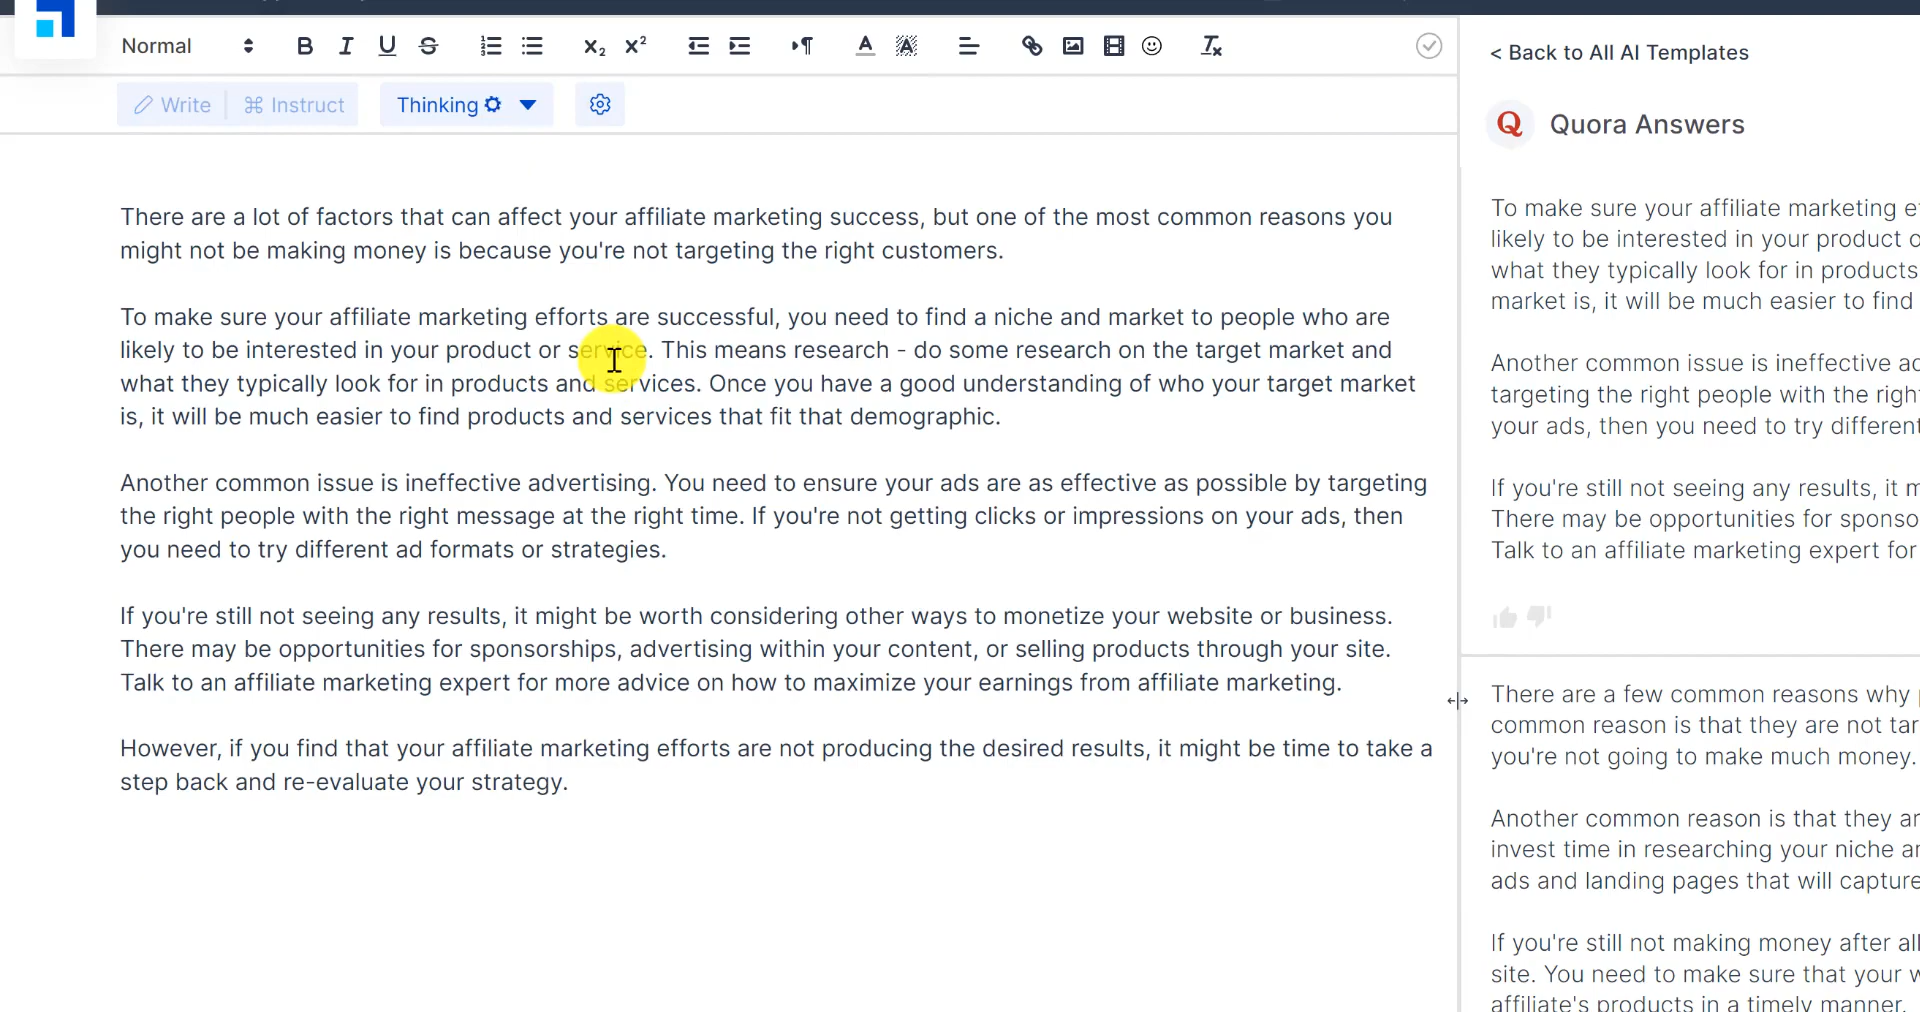 Normal
B I U S X₂ X² A A Tx
Write Instruct Thinking
There are a lot of factors that can affect your affiliate marketing success, but one of the most common reasons you
might not be making money is because you're not targeting the right customers.
To make sure your affiliate marketing efforts are successful, you need to find a niche and market to people who are
likely to be interested in your product or service. This means research - do some research on the target market and
what they typically look for in products and services. Once you have a good understanding of who your target market
is, it will be much easier to find products and services that fit that demographic.
Another common issue is ineffective advertising. You need to ensure your ads are as effective as possible by targeting
the right people with the right message at the right time. If you're not getting clicks or impressions on your ads, then
you need to try different ad formats or strategies.
If you're still not seeing any results, it might be worth considering other ways to monetize your website or business.
There may be opportunities for sponsorships, advertising within your content, or selling products through your site.
Talk to an affiliate marketing expert for more advice on how to maximize your earnings from affiliate marketing.
However, if you find that your affiliate marketing efforts are not producing the desired results, it might be time to take a
step back and re-evaluate your strategy.
< Back to All AI Templates
Q Quora Answers
To make sure your affiliate marketing
likely to be interested in your product
what they typically look for in products
market is, it will be much easier to find
Another common issue is ineffective
targeting the right people with the right
your ads, then you need to try different
If you're still not seeing any results, it
There may be opportunities for
Talk to an affiliate marketing expert for
There are a few common reasons why
common reason is that they are not
you're not going to make much money.
Another common reason is that they
invest time in researching your niche
ads and landing pages that will capture
If you're still not making money after all
site. You need to make sure that your
affiliate's products in a timely manner.